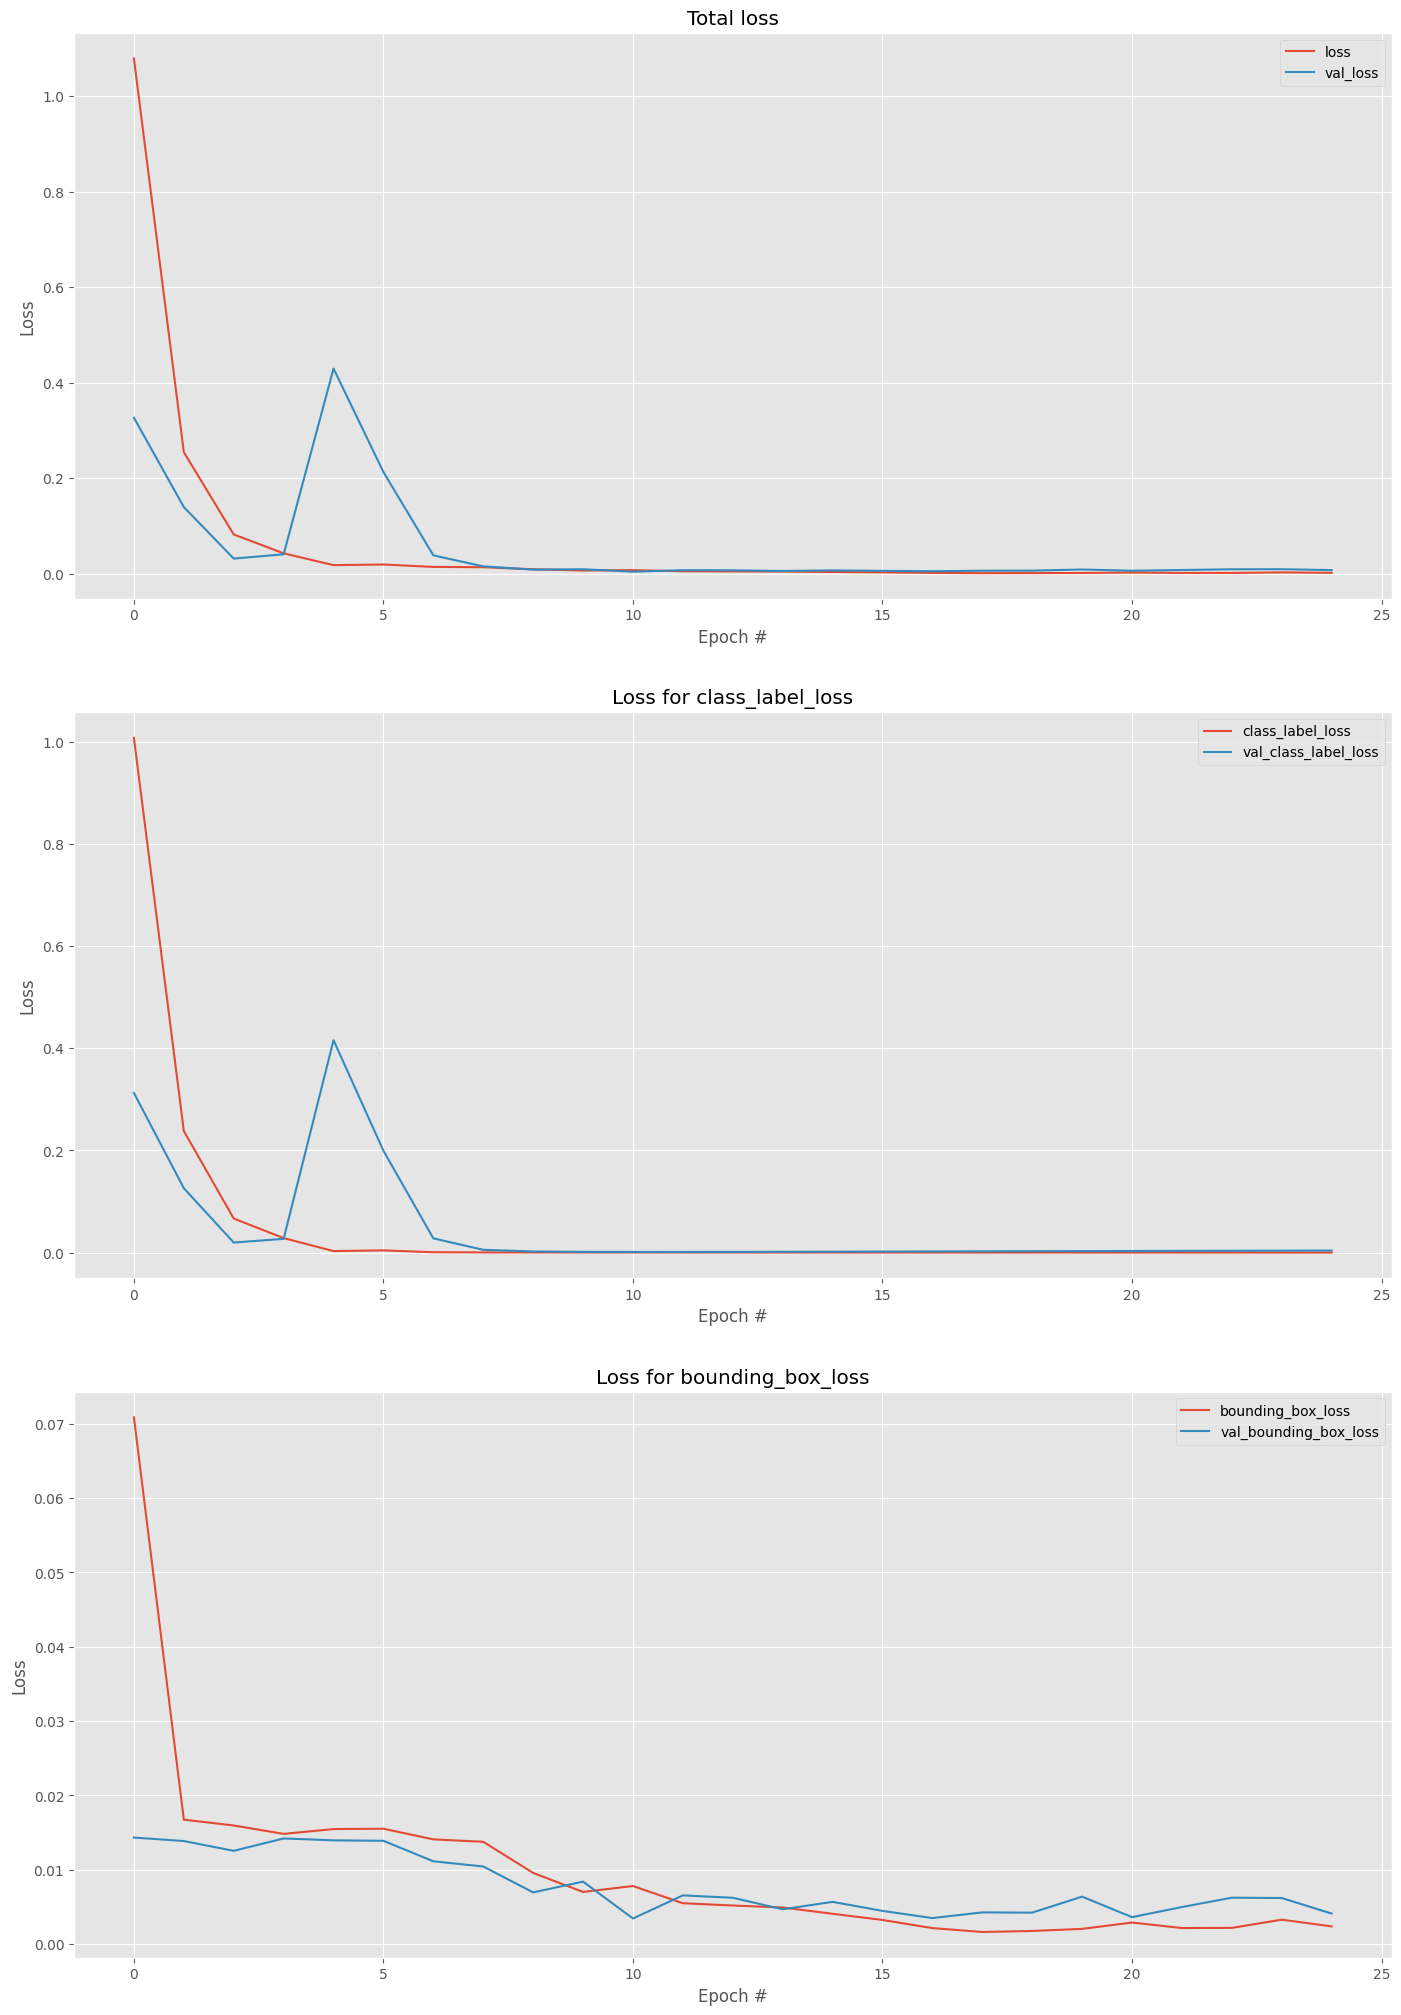 Total loss
loss
val_loss
1.0
0.8
0.6
0.4
0.2
0.0
Loss
0
5
10
15
20
25
Epoch #
Loss for class_label_loss
class_label_loss
val_class_label_loss
1.0
0.8
0.6
0.4
0.2
0.0
Loss
0
5
10
15
20
25
Epoch #
Loss for bounding_box_loss
bounding_box_loss
val_bounding_box_loss
0.07
0.06
0.05
0.04
0.03
0.02
0.01
0.00
Loss
0
5
10
15
20
25
Epoch #